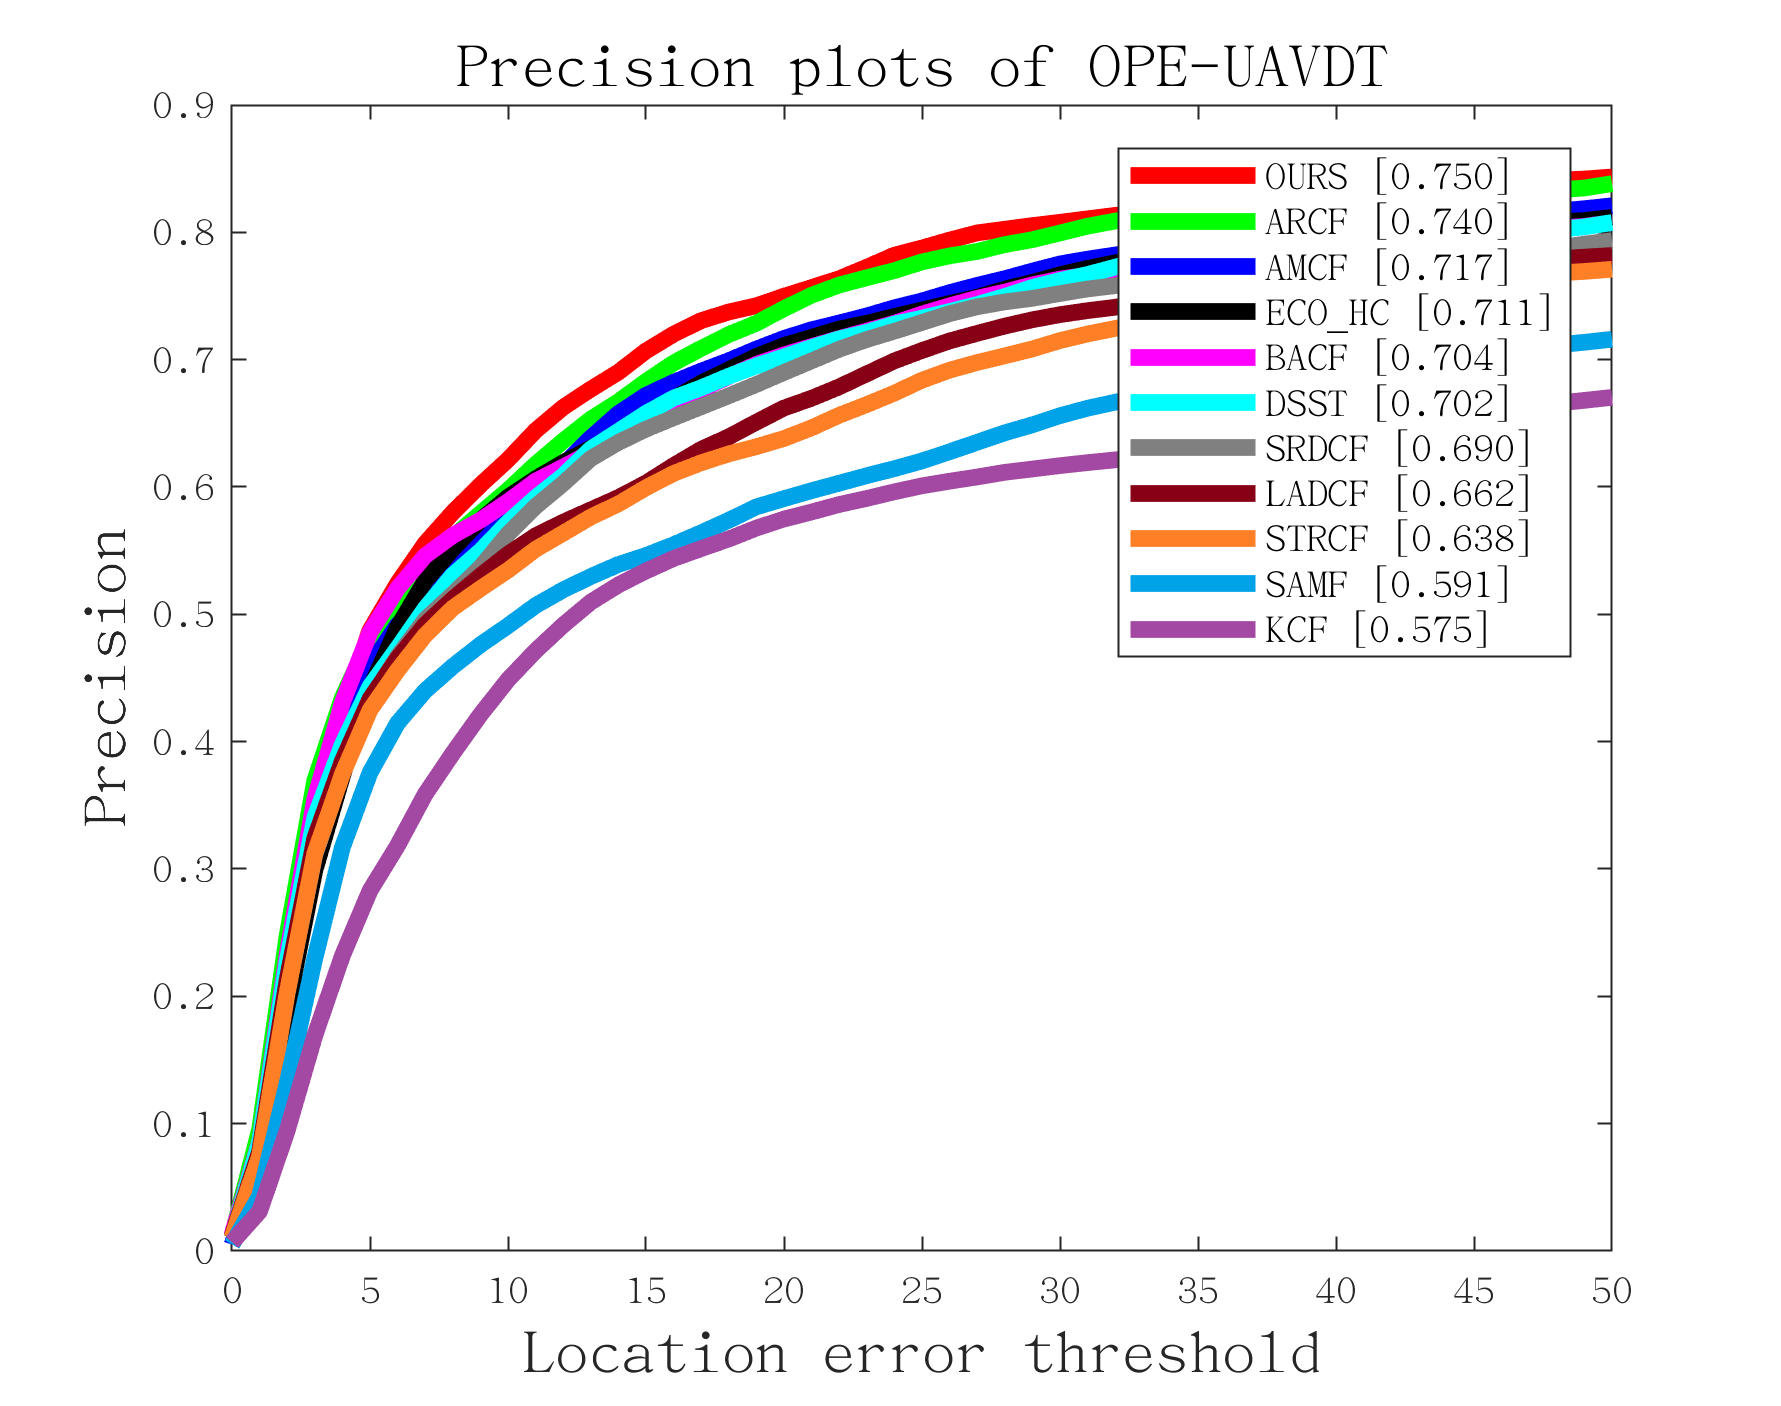 Precision plots of OPE-UAVDT
0.9
0.8
0.7
0.6
0.5
0.4
0.3
0.2
0.1
0
Precision
OURS [0.750]
ARCF [0.740]
AMCF [0.717]
ECO_HC [0.711]
BACF [0.704]
DSST [0.702]
SRDCF [0.690]
LADCF [0.662]
STRCF [0.638]
SAMF [0.591]
KCF [0.575]
0 5 10 15 20 25 30 35 40 45 50
Location error threshold